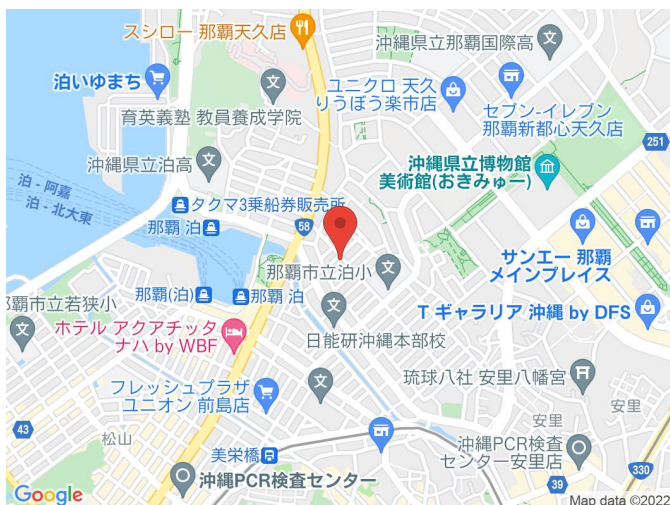 スシロー 那覇天久店
沖縄県立那覇国際高
泊いゆまち
ユニクロ 天久
りうぼう楽市店
育英義塾 教員養成学院
セブン-イレブン
那覇新都心天久店
251
沖縄県立泊高
沖縄県立博物館
美術館(おきみゅー)
泊 - 阿嘉
泊 - 北大東
タクマ3乗船券販売所
那覇 泊
58
サンエー 那覇
メインプレイス
那覇市立泊小
那覇(泊)
那覇 泊
那覇市立若狭小
T ギャラリア 沖縄 by DFS
ホテル アクアチッタ
ナハ by WBF
日能研沖縄本部校
琉球八社 安里八幡宮
フレッシュプラザ
ユニオン 前島店
安里
安里
43
松山
美栄橋
沖縄PCR検査
センター安里店
沖縄PCR検査センター
330
39
Google
Map data ©2022